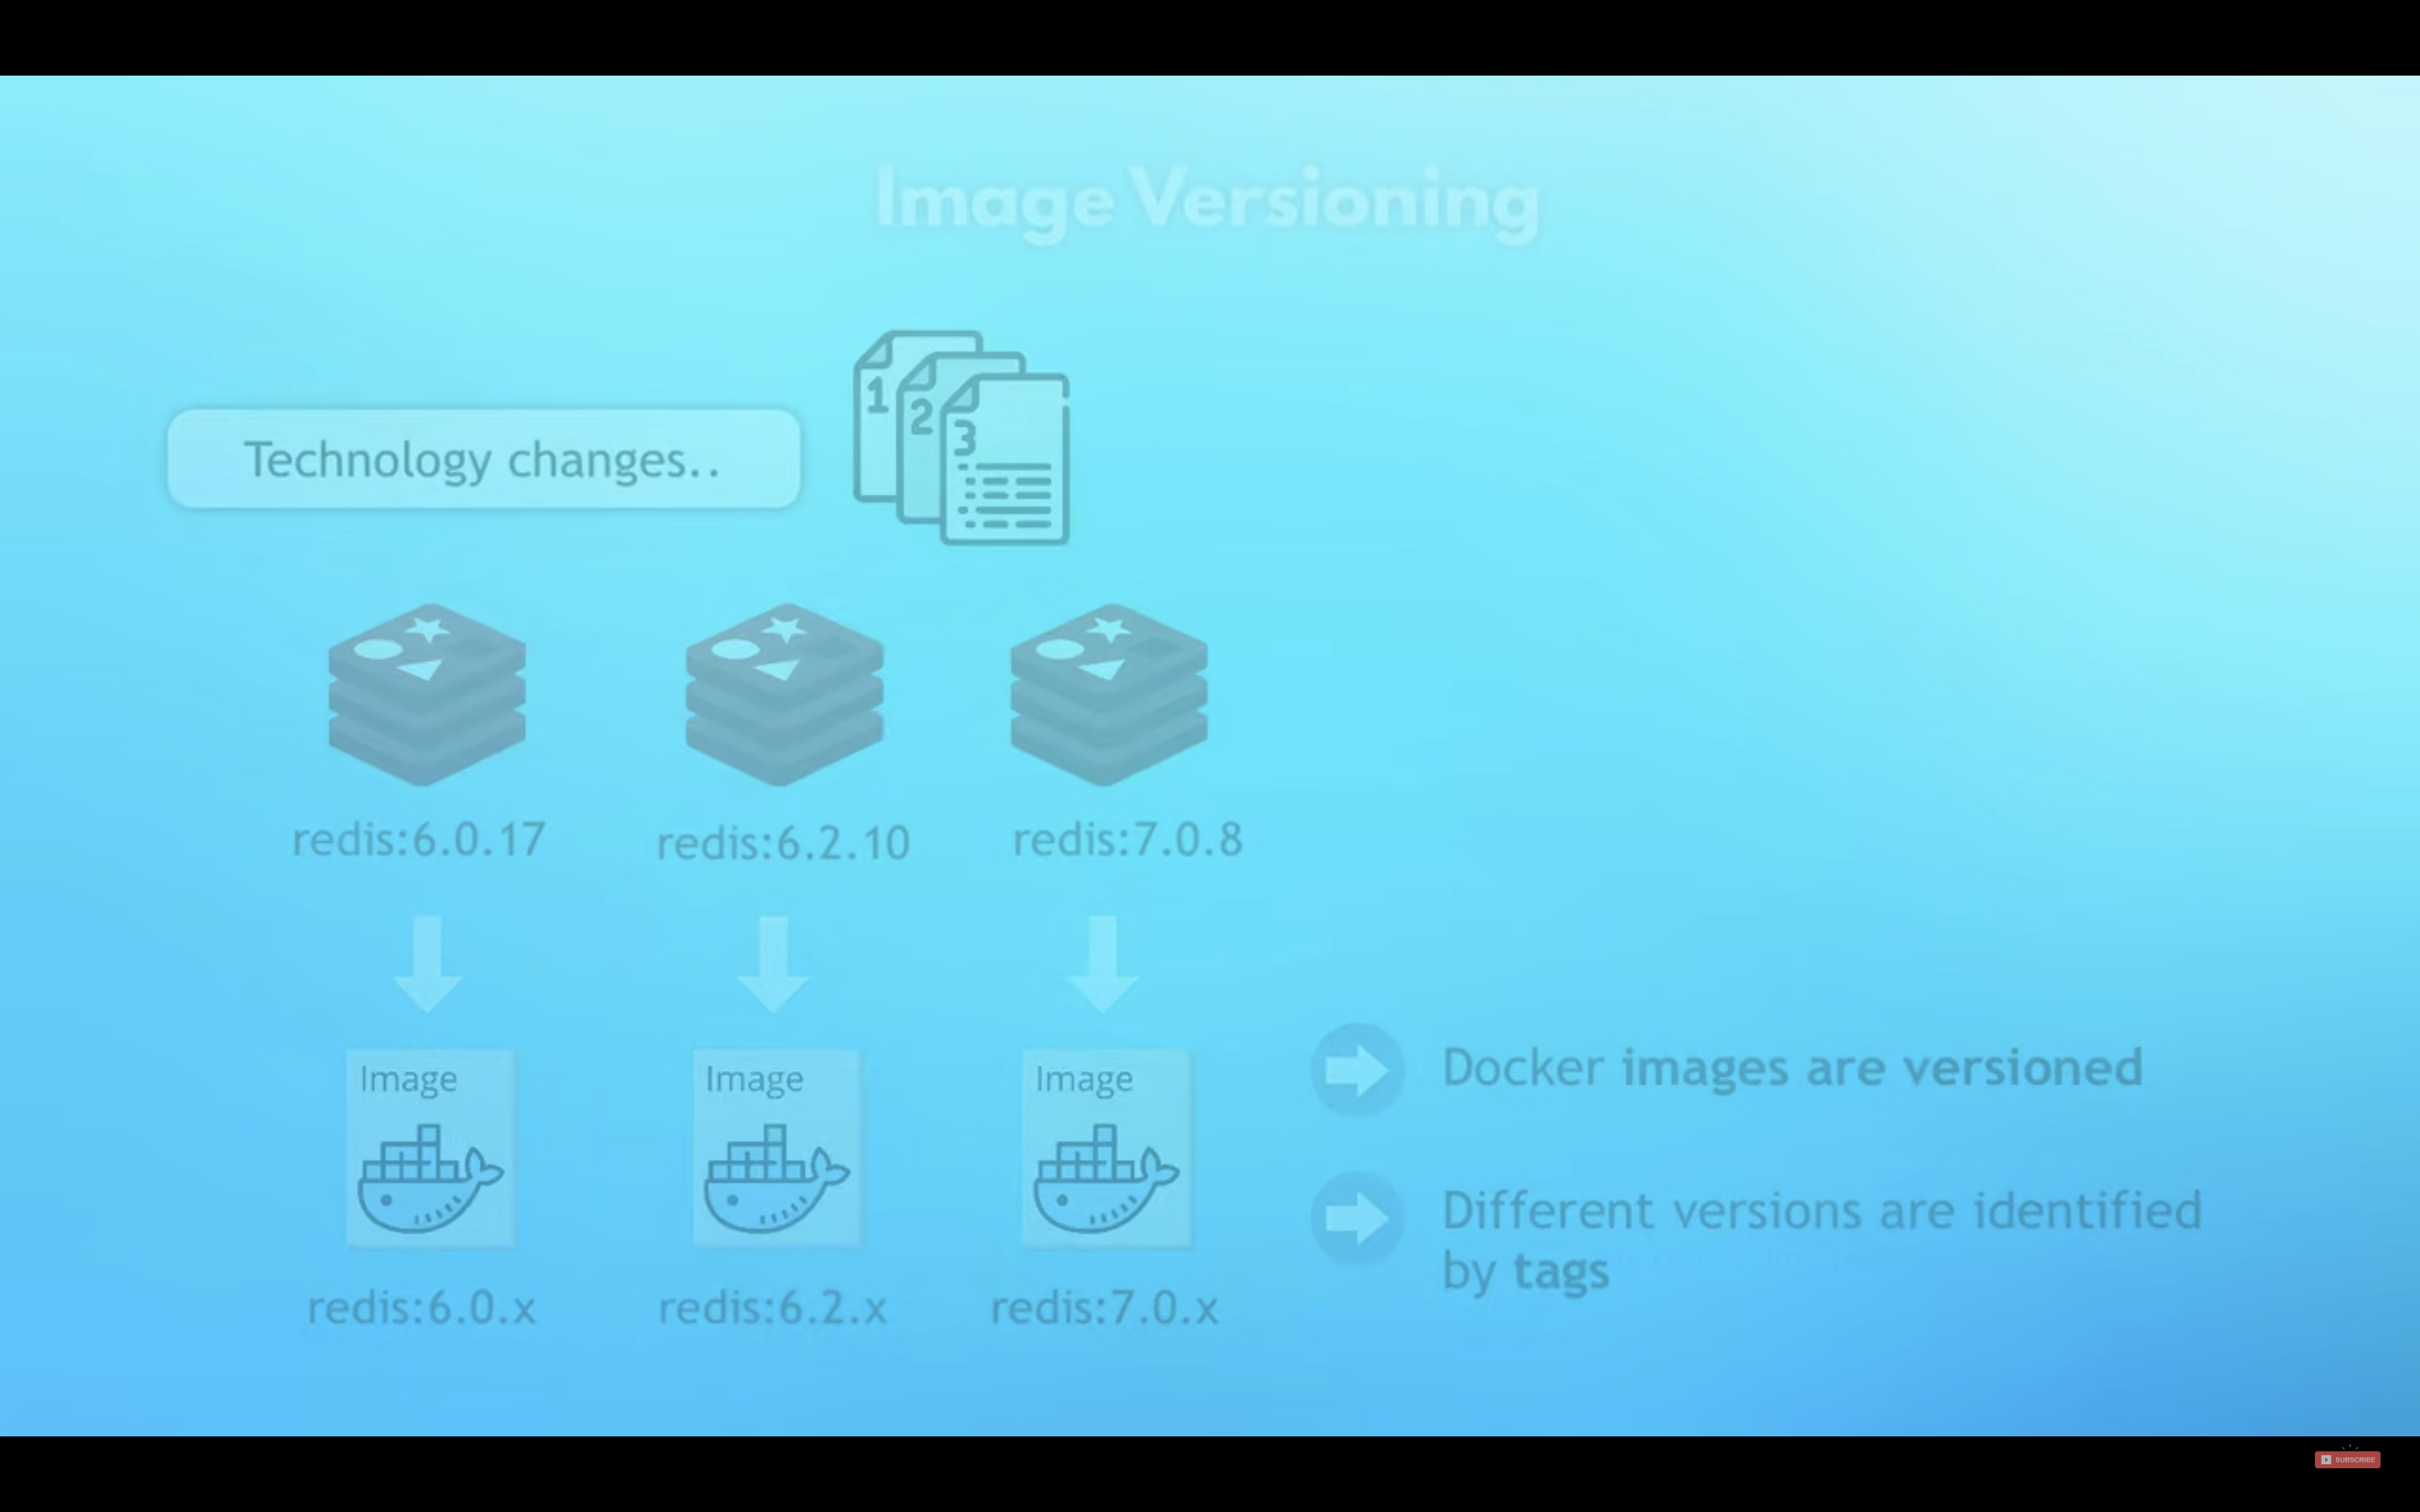 Image Versioning
1
2
3
Technology changes..
redis:6.0.17
redis:6.2.10
redis:7.0.8
Image
Image
Image
redis:6.0.x
redis:6.2.x
redis:7.0.x
Docker images are versioned
Different versions are identified
by tags
SUBSCRIBE